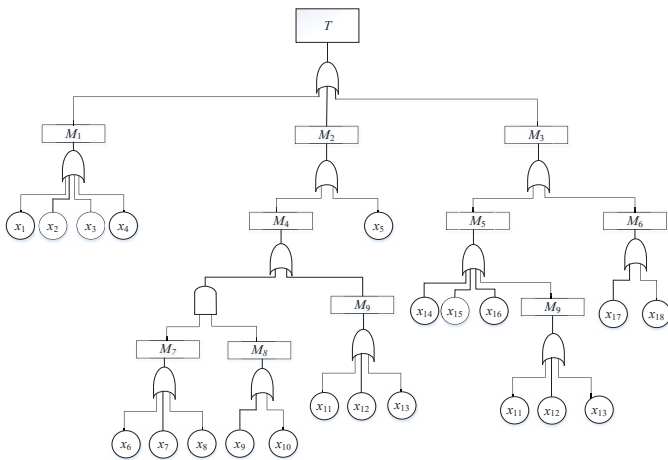 T
M1 M2 M3
x1 x2 x3 x4 M4 x5 M5 M6
M9 x14 x15 x16 M9 x17 x18
M7 M8
x11 x12 x13 x11 x12 x13
x6 x7 x8 x9 x10